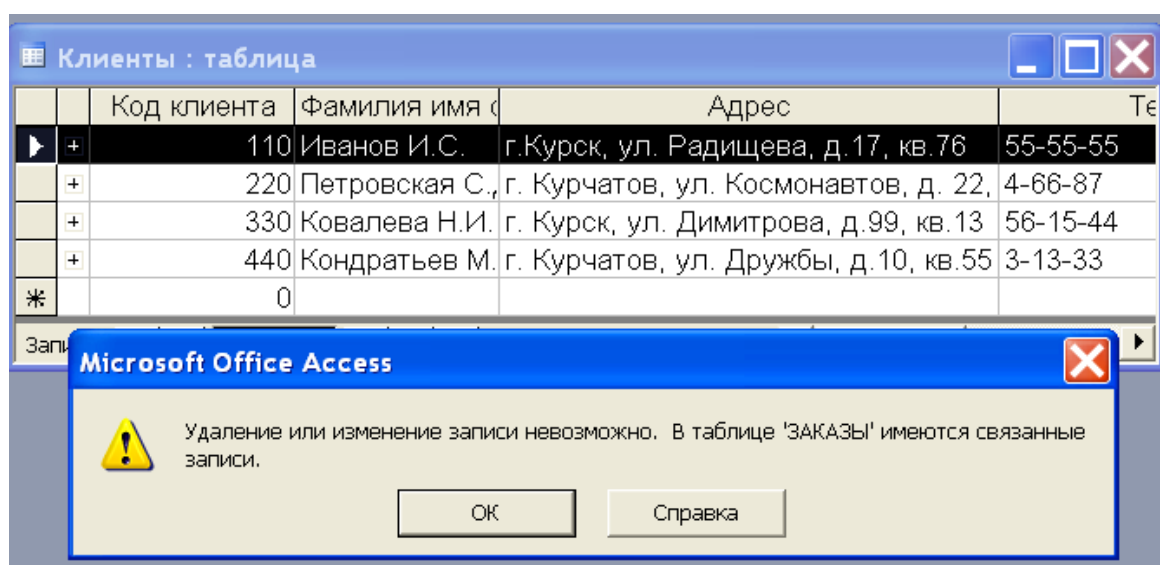 Клиенты : таблица
Код клиента Фамилия имя Адрес
110 Иванов И.С. г.Курск, ул. Радищева, д.17, кв.76 55-55-55
220 Петровская С., г. Курчатов, ул. Космонавтов, д. 22, 4-66-87
330 Ковалева Н.И. г. Курск, ул. Димитрова, д.99, кв.13 56-15-44
440 Кондратьев М. г. Курчатов, ул. Дружбы, д.10, кв.55 3-13-33
0
Microsoft Office Access
Удаление или изменение записи невозможно. В таблице 'ЗАКАЗЫ' имеются связанные
записи.
ОК Справка